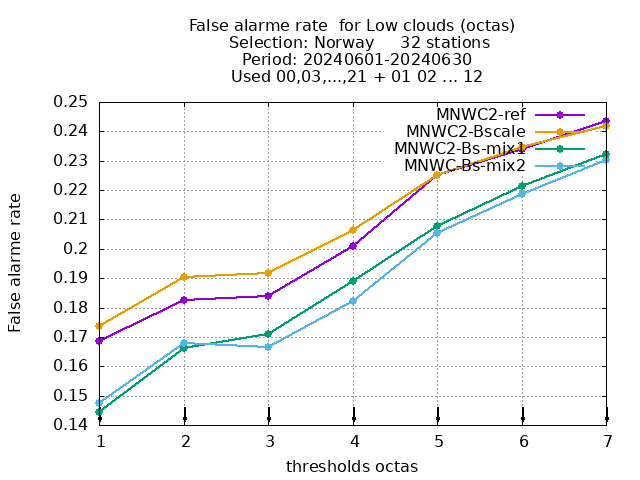 False alarme rate  for Low clouds (octas)
Selection: Norway     32 stations
Period: 20240601-20240630
Used 00,03,...,21 + 01 02 ... 12
MNWC2-ref
MNWC2-Bscale
MNWC2-Bs-mix1
MNWC-Bs-mix2
False alarme rate
0.25
0.24
0.23
0.22
0.21
0.2
0.19
0.18
0.17
0.16
0.15
0.14
1 2 3 4 5 6 7
thresholds octas